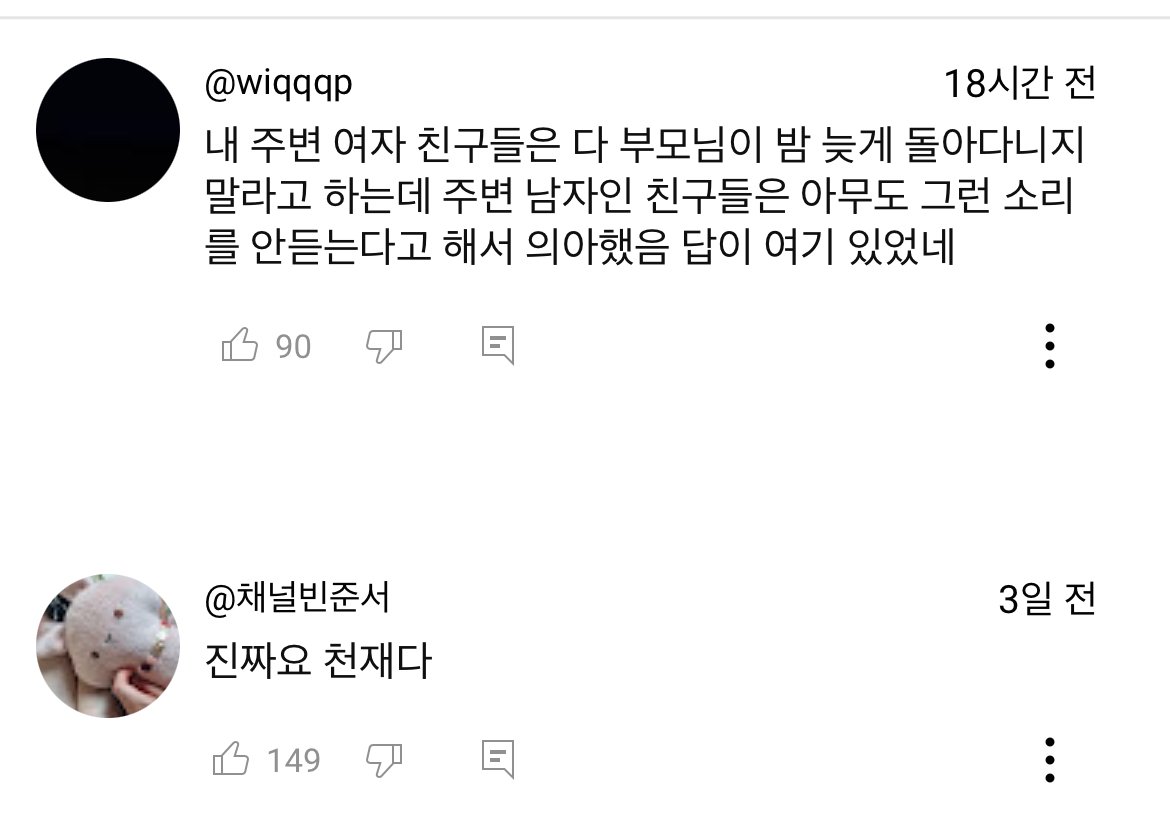 @wiqqqp 18시간 전
내 주변 여자 친구들은 다 부모님이 밤 늦게 돌아다니지
말라고 하는데 주변 남자인 친구들은 아무도 그런 소리
를 안듣는다고 해서 의아했음 답이 여기 있었네
90
@채널빈준서 3일 전
진짜요 천재다
149